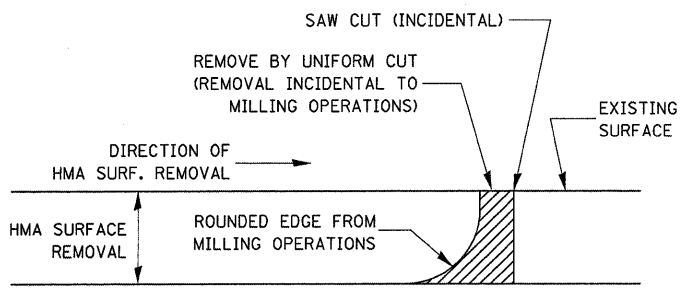 SAW CUT (INCIDENTAL)
REMOVE BY UNIFORM CUT
(REMOVAL INCIDENTAL TO
MILLING OPERATIONS)
EXISTING
SURFACE
DIRECTION OF
HMA SURF. REMOVAL
HMA SURFACE
REMOVAL
ROUNDED EDGE FROM
MILLING OPERATIONS